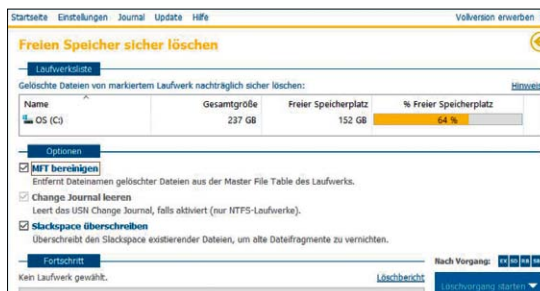 Startseite Einstellungen Journal Update Hilfe Vollversion erwerben
Freien Speicher sicher löschen
Laufwerksliste
Gelöschte Dateien von markiertem Laufwerk nachträglich sicher löschen: Hinweis
Name Gesamtgröße Freier Speicherplatz % Freier Speicherplatz
OS (C:) 237 GB 152 GB 64 %
Optionen
MFT bereinigen
Entfernt Dateinamen gelöschter Dateien aus der Master File Table des Laufwerks.
Change Journal leeren
Leert das USN Change Journal, falls aktiviert (nur NTFS-Laufwerke).
Slackspace überschreiben
Überschreibt den Slackspace existierender Dateien, um alte Dateifragmente zu vernichten.
Fortschritt Nach Vorgang:
Kein Laufwerk gewählt. Löschbericht
Löschvorgang starten